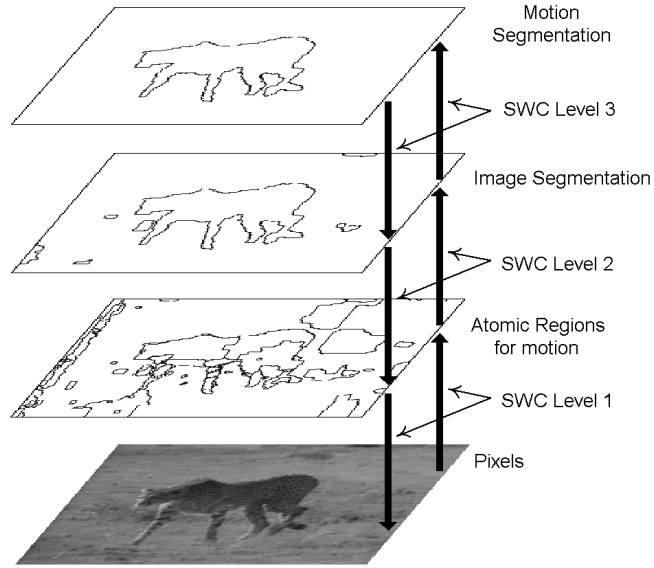 Motion
Segmentation
SWC Level 3
Image Segmentation
SWC Level 2
Atomic Regions
for motion
SWC Level 1
Pixels